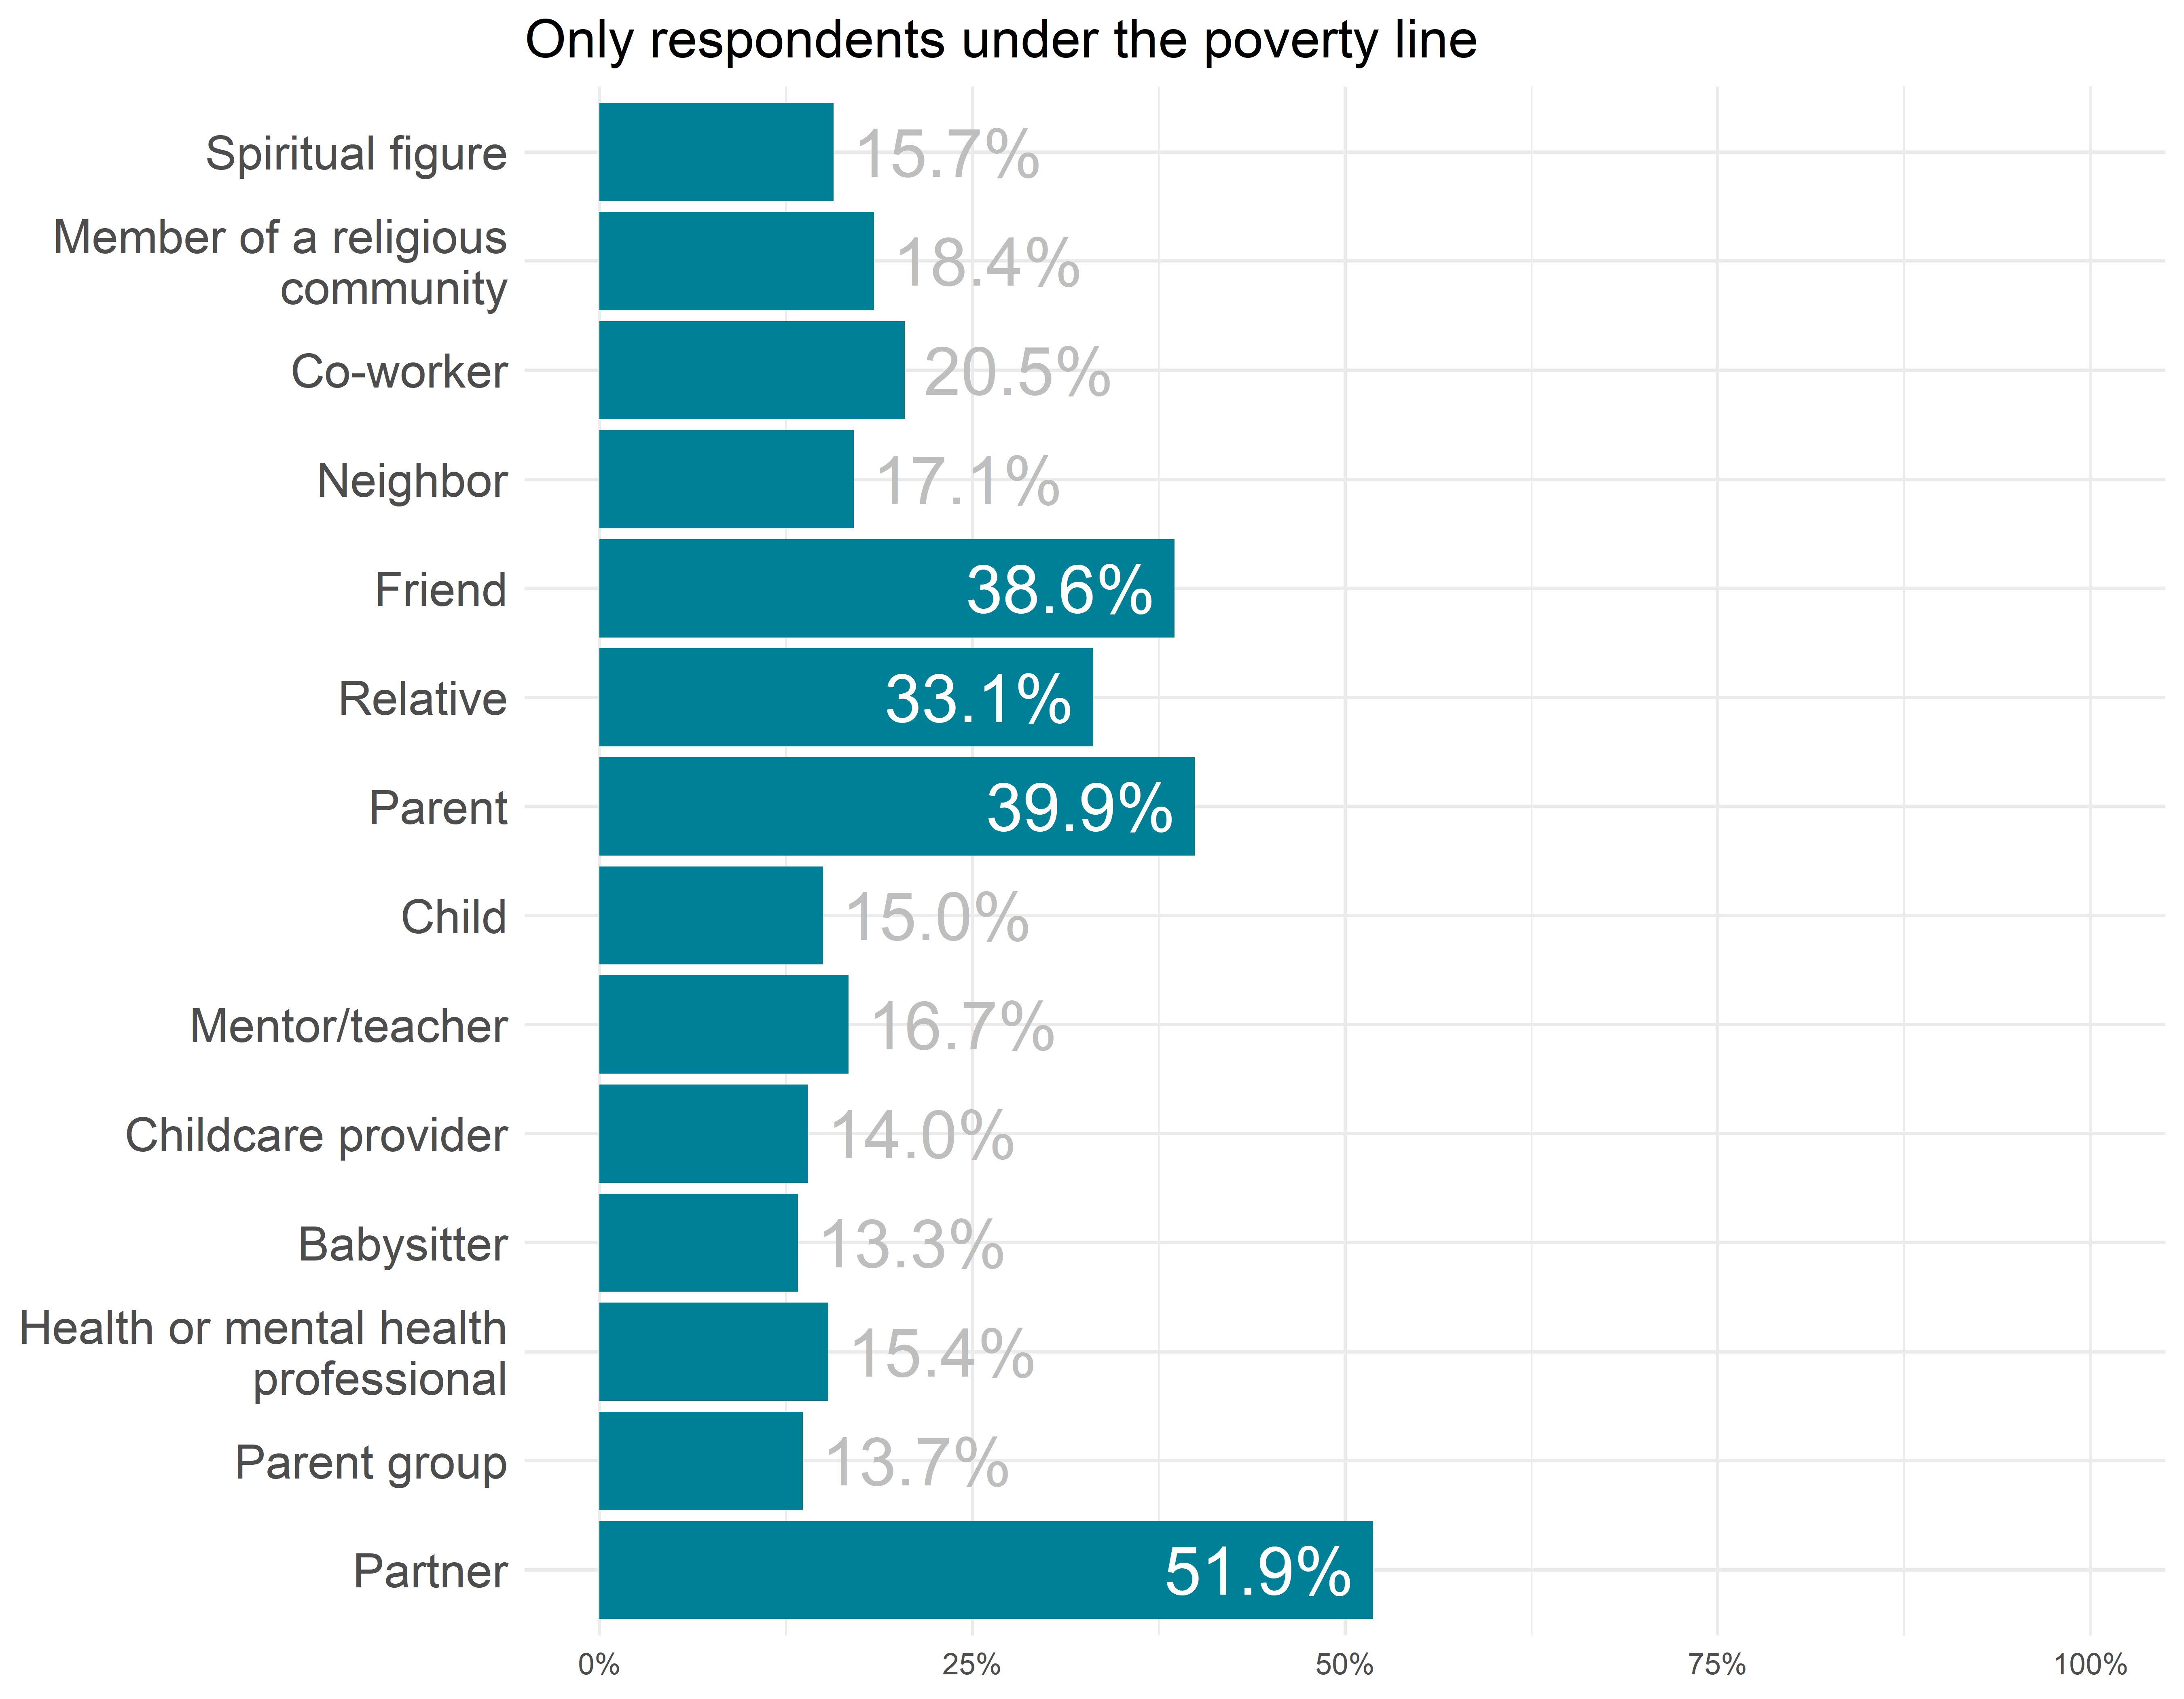 Only respondents under the poverty line
Spiritual figure
15.7%
Member of a religious
community
18.4%
Co-worker
20.5%
Neighbor
17.1%
Friend
38.6%
Relative
33.1%
Parent
39.9%
Child
15.0%
Mentor/teacher
16.7%
Childcare provider
14.0%
Babysitter
13.3%
Health or mental health
professional
15.4%
Parent group
13.7%
Partner
51.9%
0% 25% 50% 75% 100%